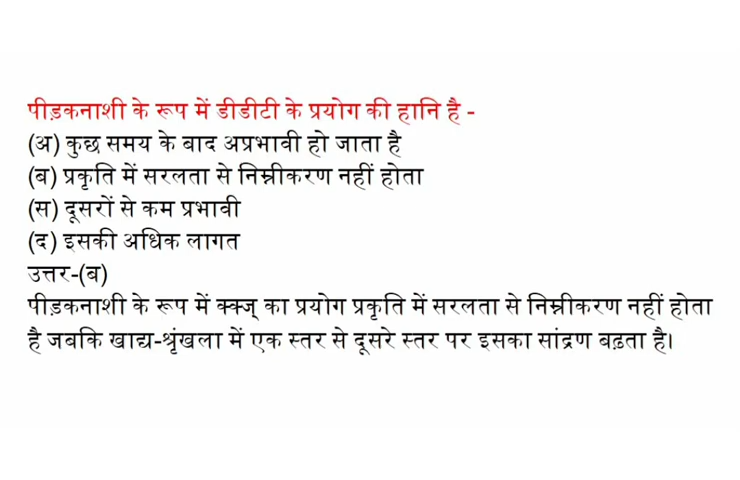 पीड़कनाशी के रूप में डीडीटी के प्रयोग की हानि है -
(अ) कुछ समय के बाद अप्रभावी हो जाता है
(ब) प्रकृति में सरलता से निम्नीकरण नहीं होता
(स) दूसरों से कम प्रभावी
(द) इसकी अधिक लागत
उत्तर-(ब)
पीड़कनाशी के रूप में क्क्ज् का प्रयोग प्रकृति में सरलता से निम्नीकरण नहीं होता
है जबकि खाद्य-श्रृंखला में एक स्तर से दूसरे स्तर पर इसका सांद्रण बढ़ता है।